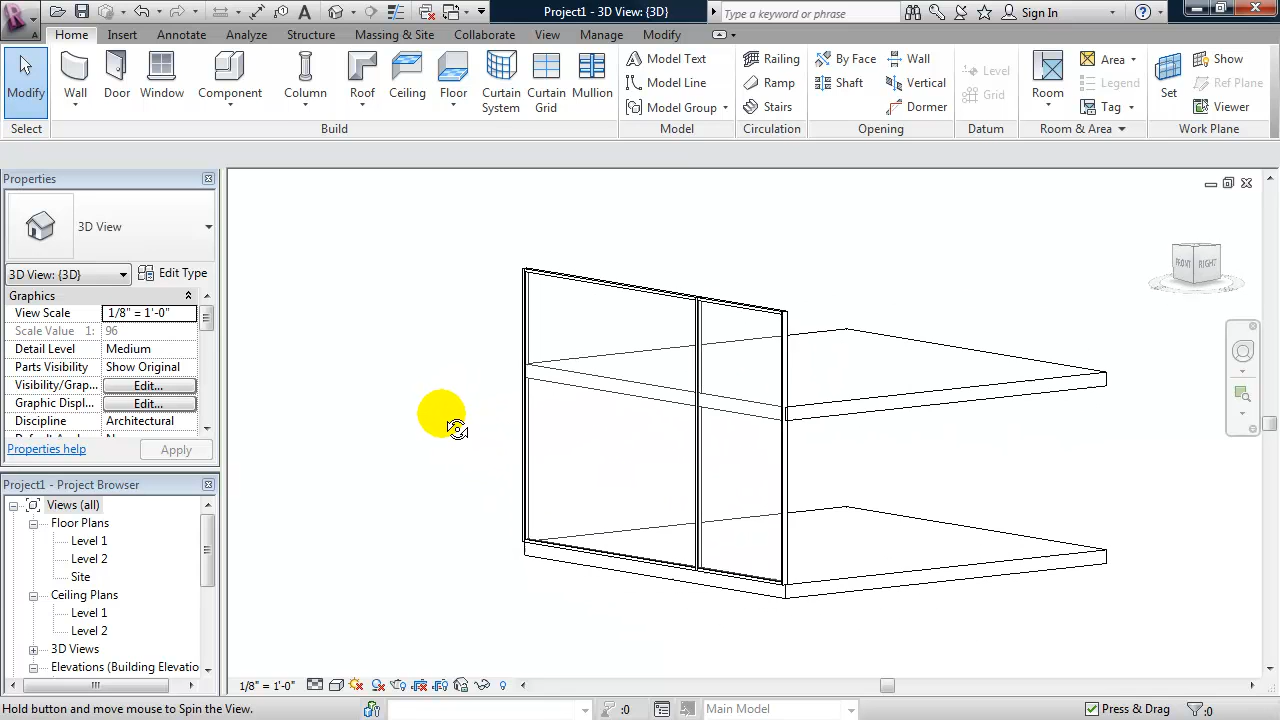 Project1 - 3D View: {3D}
Type a keyword or phrase
Sign In
Home Insert Annotate Analyze Structure Massing & Site Collaborate View Manage Modify
Modify
Wall
Door
Window
Component
Column
Roof
Ceiling
Floor
Curtain System
Curtain Grid
Mullion
Model Text
Model Line
Model Group
Railing
Ramp
Stairs
By Face
Shaft
Wall
Vertical
Dormer
Level
Grid
Room
Area
Legend
Tag
Set
Show
Ref Plane
Viewer
Select
Build
Model
Circulation
Opening
Datum
Room & Area
Work Plane
Properties
3D View
3D View: {3D}
Edit Type
Graphics
View Scale 1/8" = 1'-0"
Scale Value 1: 96
Detail Level Medium
Parts Visibility Show Original
Visibility/Grap... Edit...
Graphic Displ... Edit...
Discipline Architectural
Properties help
Apply
Project1 - Project Browser
Views (all)
Floor Plans
Level 1
Level 2
Site
Ceiling Plans
Level 1
Level 2
3D Views
Elevations (Building Elevatio
FRONT RIGHT
1/8" = 1'-0"
Hold button and move mouse to Spin the View.
:0
Main Model
Press & Drag
:0